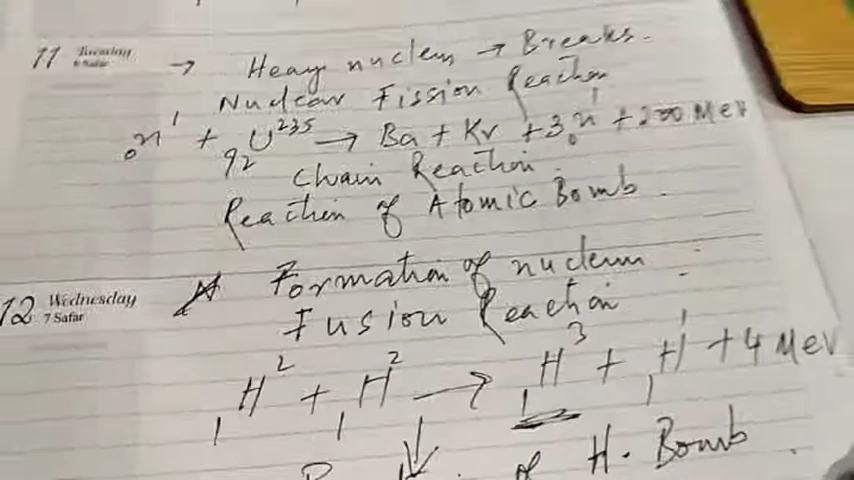 11 Tuesday
6 Safar
→ Heavy nucleus → Breaks.
Nuclear Fission Reaction
₀n¹ + ₉₂U²³⁵ → Ba + Kr + 3₀n¹ + 200 MeV
Chain Reaction.
Reaction of Atomic Bomb.
12 Wednesday
7 Safar
Formation of nucleus
Fusion Reaction
₁H² + ₁H² → ₁H³ + ₁H¹ + 4 MeV
of H. Bomb